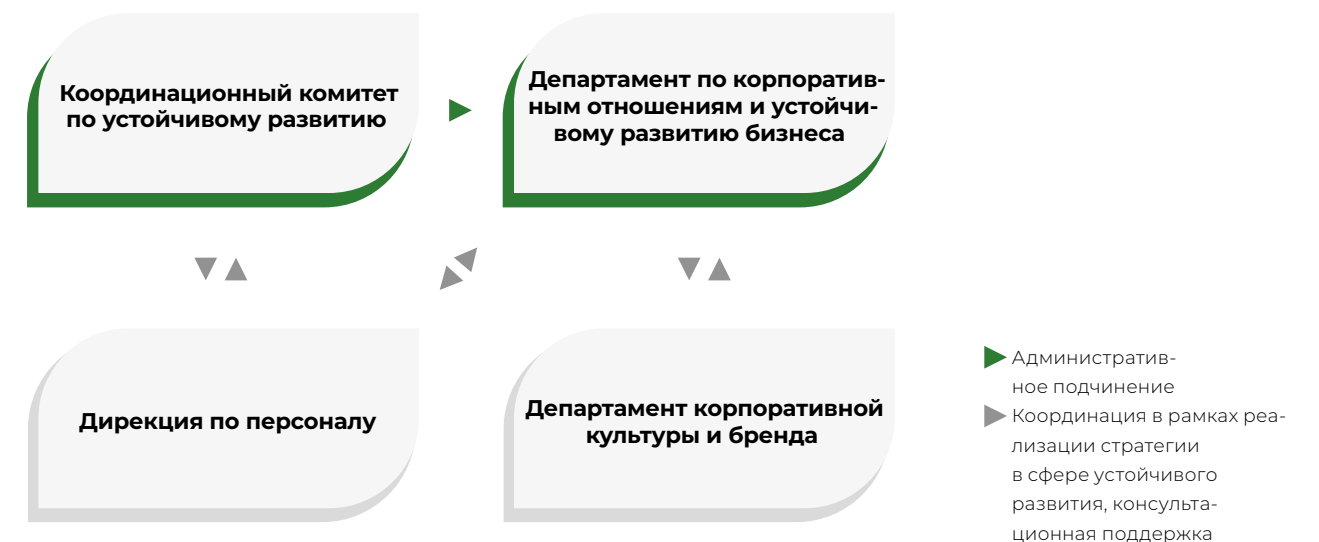 Координационный комитет
по устойчивому развитию
Департамент по корпоратив-
ным отношениям и устойчи-
вому развитию бизнеса
Дирекция по персоналу
Департамент корпоративной
культуры и бренда
Административ-
ное подчинение
Координация в рамках реа-
лизации стратегии
в сфере устойчивого
развития, консульта-
ционная поддержка